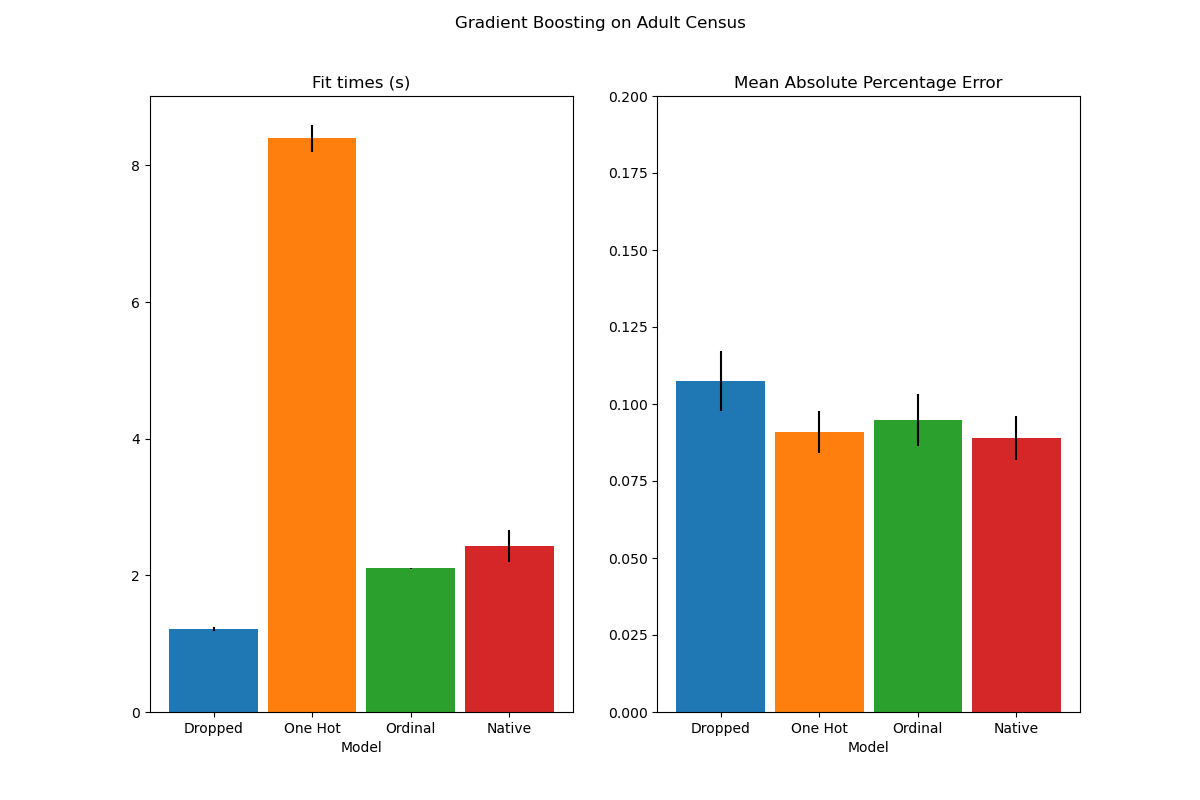 Gradient Boosting on Adult Census
Fit times (s)
8
6
4
2
0
Dropped One Hot Ordinal Native
Model
Mean Absolute Percentage Error
0.200
0.175
0.150
0.125
0.100
0.075
0.050
0.025
0.000
Dropped One Hot Ordinal Native
Model